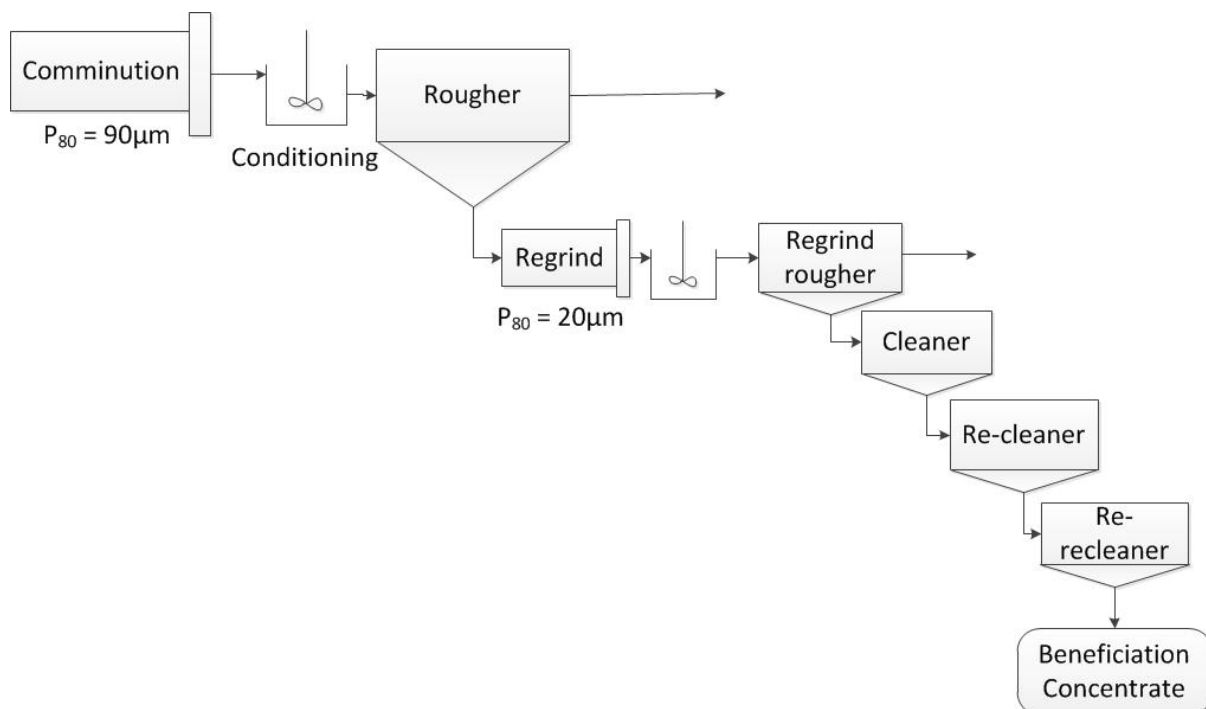 Comminution
P₈₀ = 90µm
Conditioning
Rougher
Regrind
P₈₀ = 20µm
Regrind
rougher
Cleaner
Re-cleaner
Re-
recleaner
Beneficiation
Concentrate